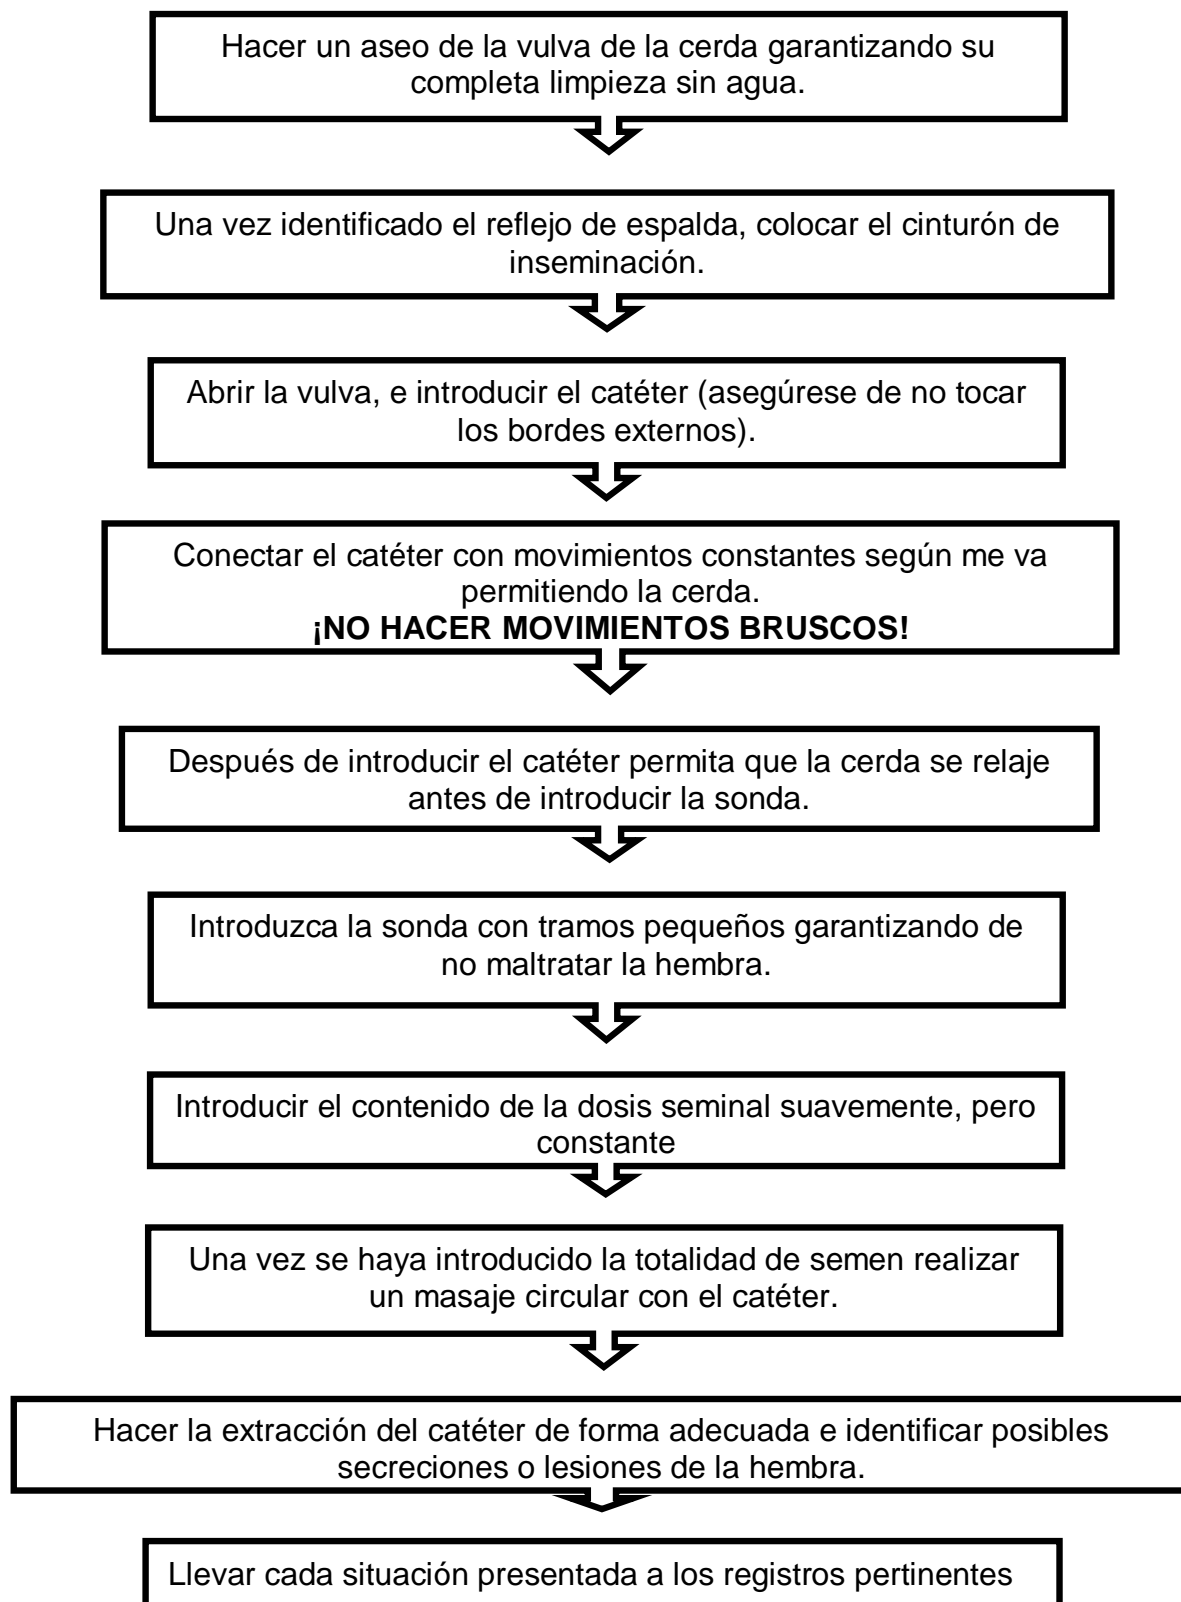 Hacer un aseo de la vulva de la cerda garantizando su
completa limpieza sin agua.
Una vez identificado el reflejo de espalda, colocar el cinturón de
inseminación.
Abrir la vulva, e introducir el catéter (asegúrese de no tocar
los bordes externos).
Conectar el catéter con movimientos constantes según me va
permitiendo la cerda.
¡NO HACER MOVIMIENTOS BRUSCOS!
Después de introducir el catéter permita que la cerda se relaje
antes de introducir la sonda.
Introduzca la sonda con tramos pequeños garantizando de
no maltratar la hembra.
Introducir el contenido de la dosis seminal suavemente, pero
constante
Una vez se haya introducido la totalidad de semen realizar
un masaje circular con el catéter.
Hacer la extracción del catéter de forma adecuada e identificar posibles
secreciones o lesiones de la hembra.
Llevar cada situación presentada a los registros pertinentes